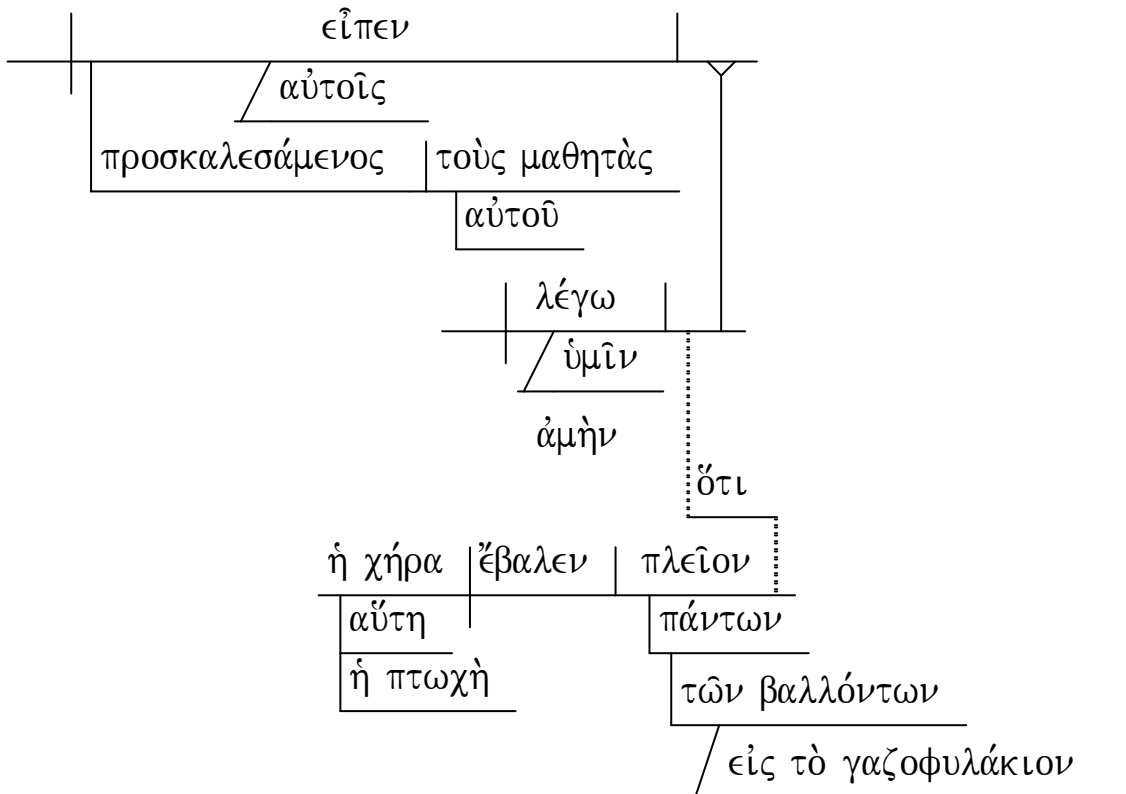 εἶπεν
αὐτοῖς
προσκαλεσάμενος τοὺς μαθητὰς
αὐτοῦ
λέγω
ὑμῖν
ἀμὴν
ὅτι
ἡ χήρα ἔβαλεν πλεῖον
αὕτη πάντων
ἡ πτωχὴ τῶν βαλλόντων
εἰς τὸ γαζοφυλάκιον